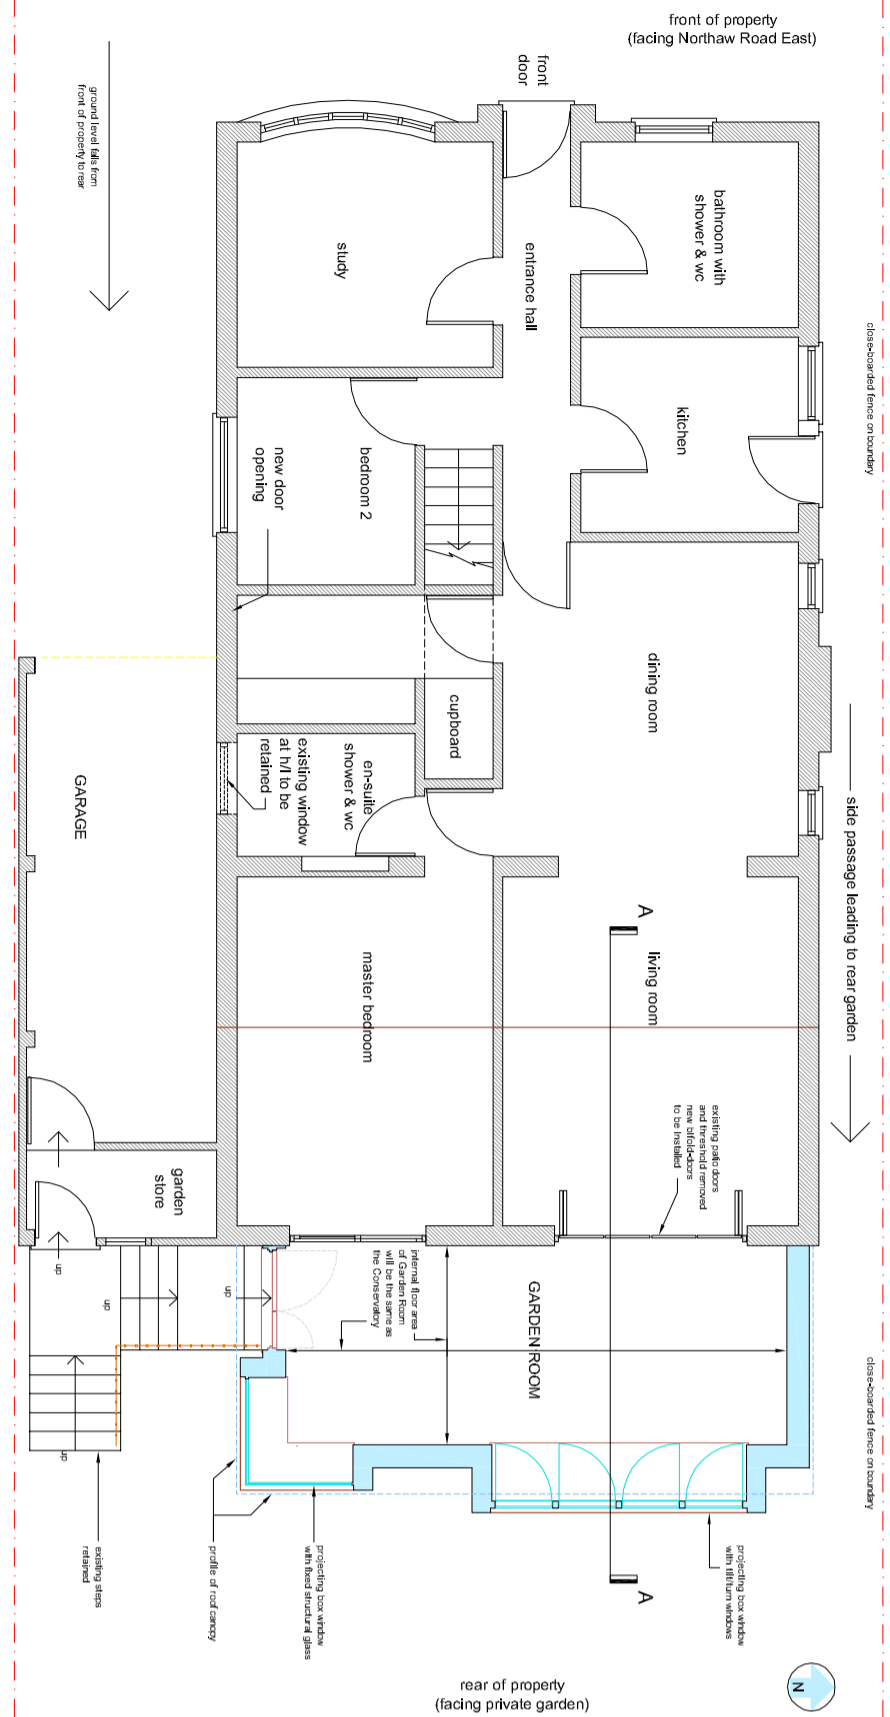 front of property
(facing Northaw Road East)
front
door
ground level falls from
front of property to rear
bathroom with
shower & wc
study
entrance hall
close-boarded fence on boundary
kitchen
bedroom 2
new door
opening
dining room
cupboard
en-suite
shower & wc
existing window
at h/l to be
retained
GARAGE
side passage leading to rear garden
A
living room
master bedroom
existing patio doors
and threshold removed
new bifold-doors
to be installed
garden
store
up
up
up
internal floor area
of Garden Room
will be the same as
the Conservatory
GARDEN ROOM
close-boarded fence on boundary
existing steps
retained
profile of roof canopy
projecting box window
with fixed structural glass
A
projecting box window
with tilt/turn windows
rear of property
(facing private garden)
N